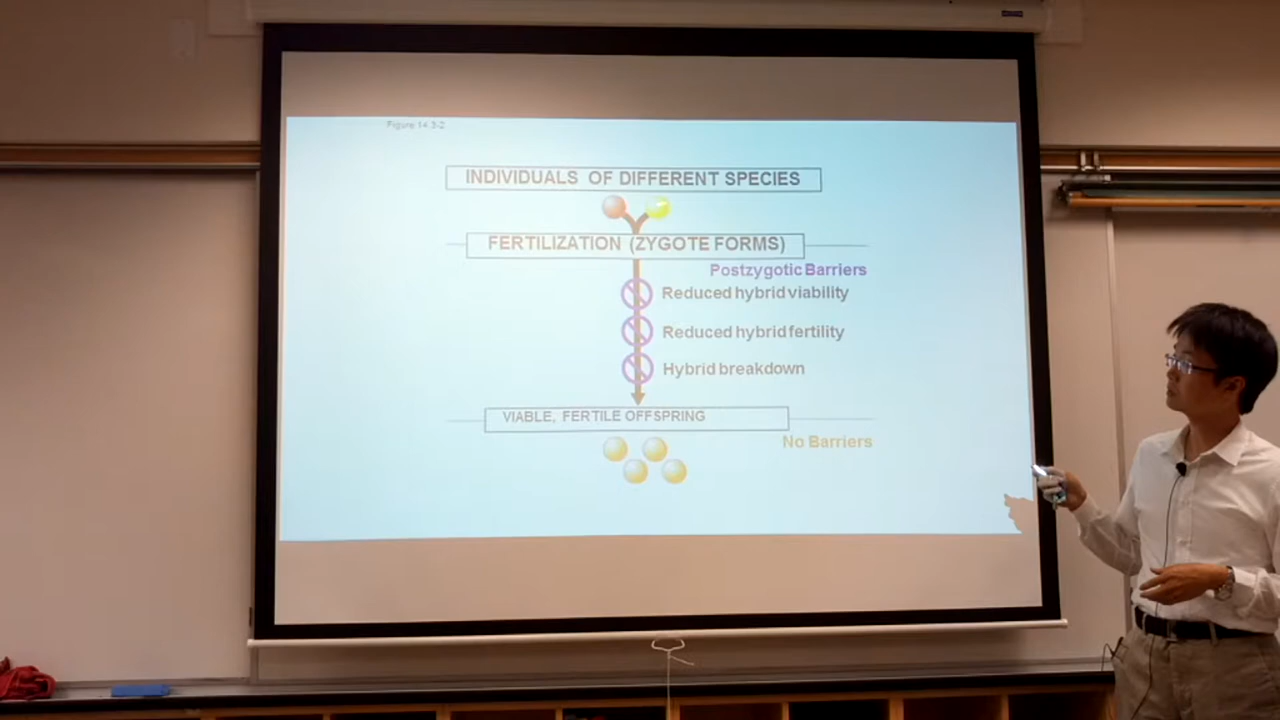 Figure 14.3-2
INDIVIDUALS OF DIFFERENT SPECIES
FERTILIZATION (ZYGOTE FORMS)
Postzygotic Barriers
Reduced hybrid viability
Reduced hybrid fertility
Hybrid breakdown
VIABLE, FERTILE OFFSPRING
No Barriers